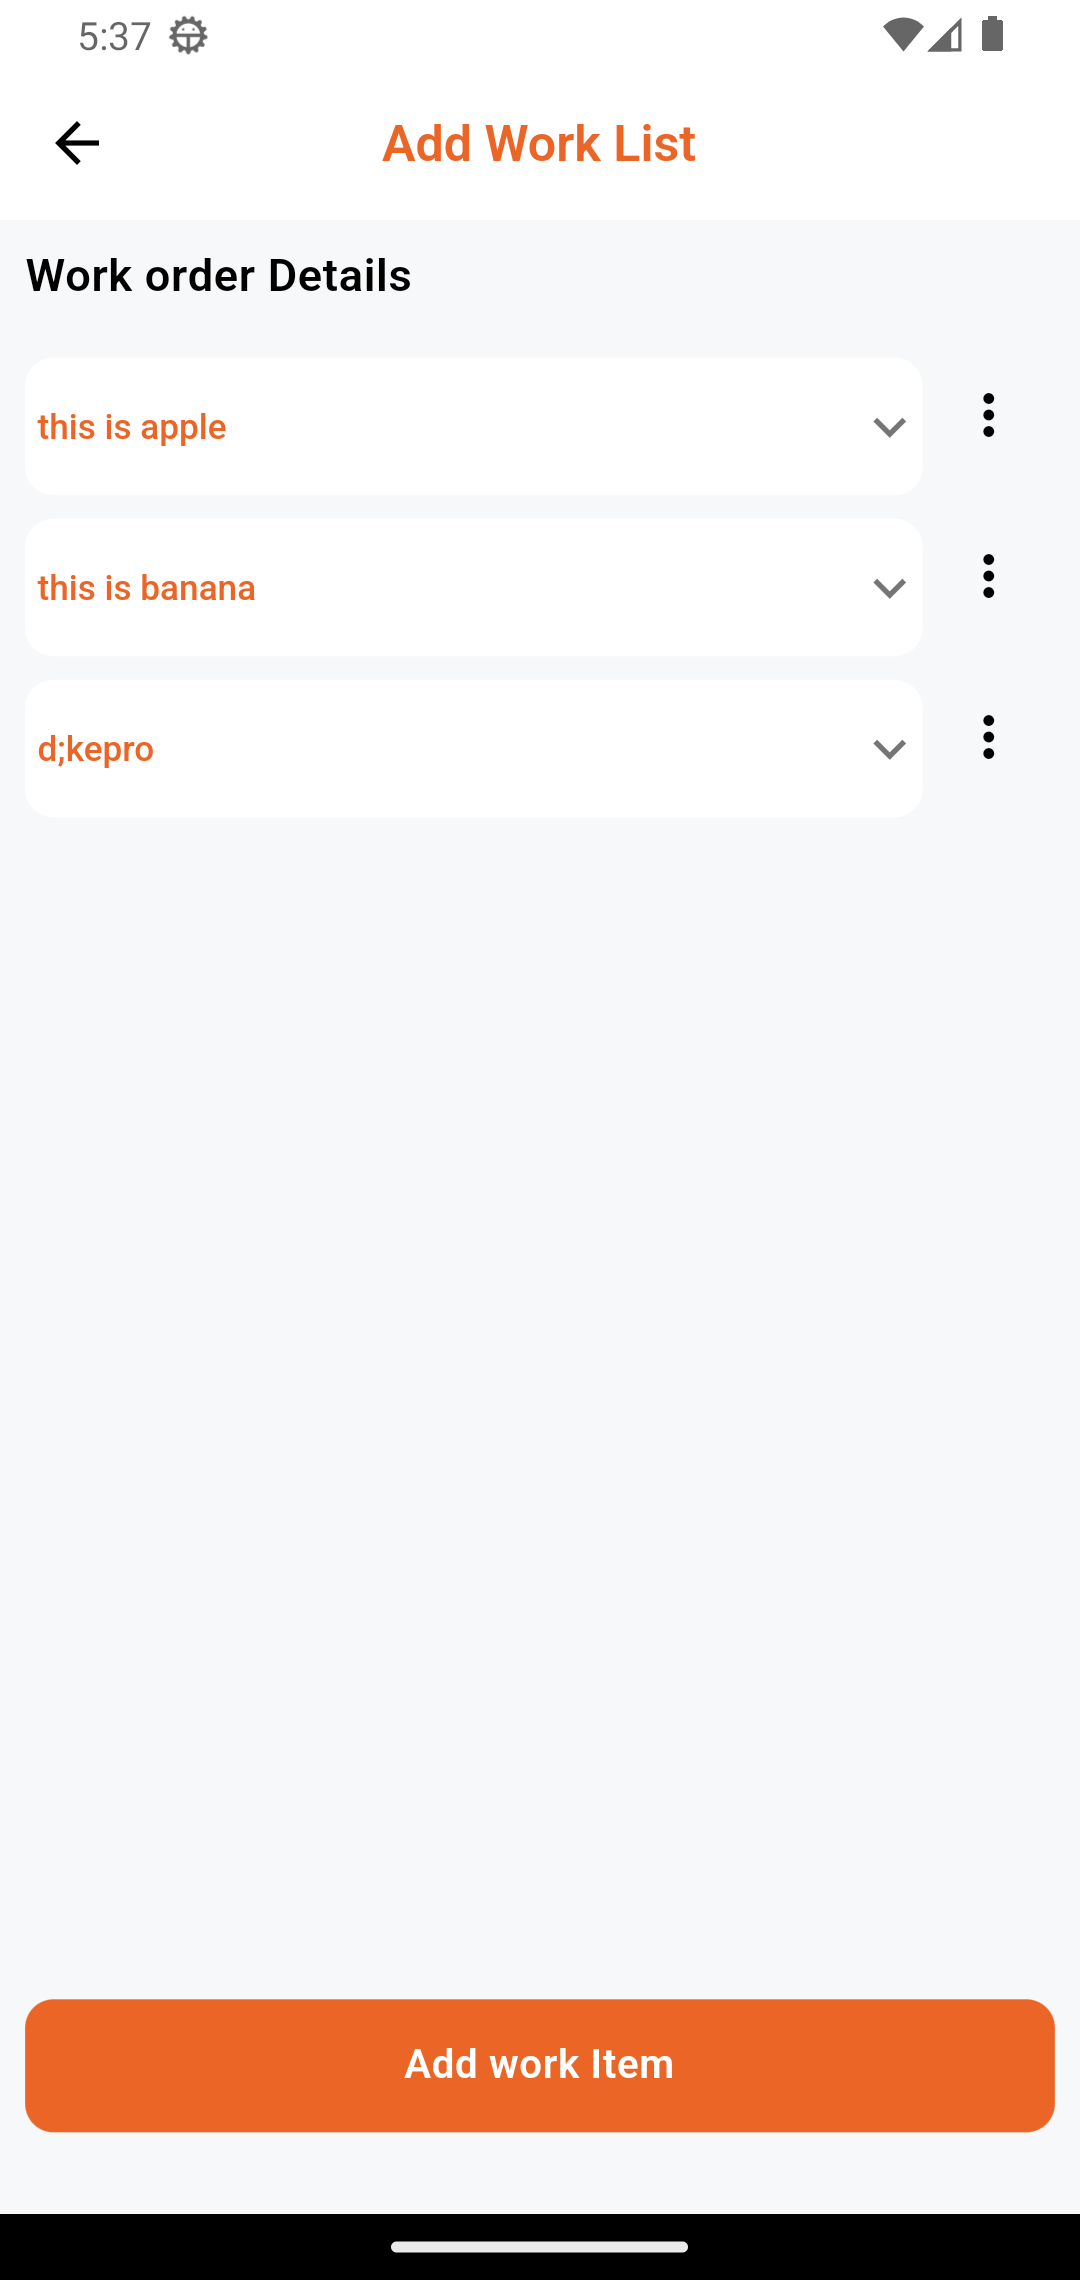 5:37
Add Work List
Work order Details
this is apple
this is banana
d;kepro
Add work Item